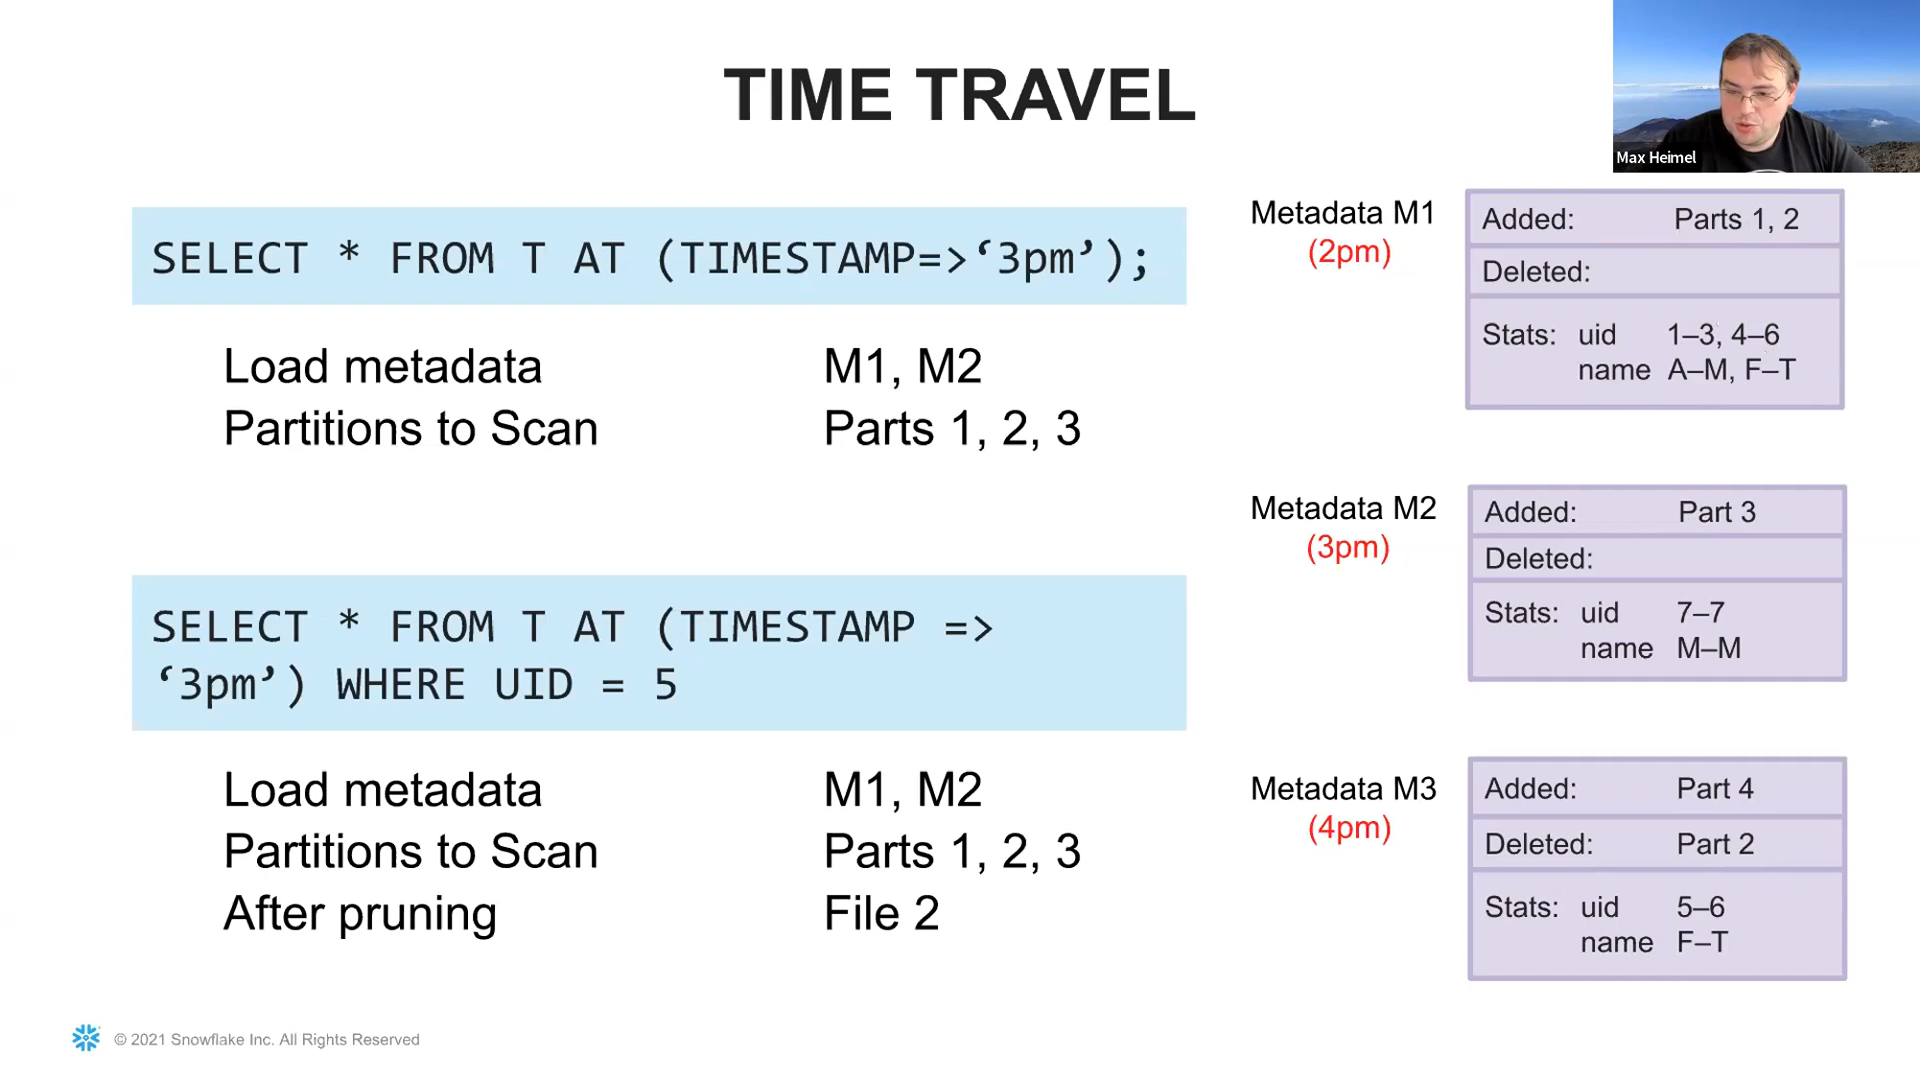 TIME TRAVEL
Max Heimel
SELECT * FROM T AT (TIMESTAMP=>‘3pm’);
Load metadata M1, M2
Partitions to Scan Parts 1, 2, 3
SELECT * FROM T AT (TIMESTAMP =>
‘3pm’) WHERE UID = 5
Load metadata M1, M2
Partitions to Scan Parts 1, 2, 3
After pruning File 2
Metadata M1
(2pm)
Added: Parts 1, 2
Deleted:
Stats: uid 1–3, 4–6
name A–M, F–T
Metadata M2
(3pm)
Added: Part 3
Deleted:
Stats: uid 7–7
name M–M
Metadata M3
(4pm)
Added: Part 4
Deleted: Part 2
Stats: uid 5–6
name F–T
© 2021 Snowflake Inc. All Rights Reserved